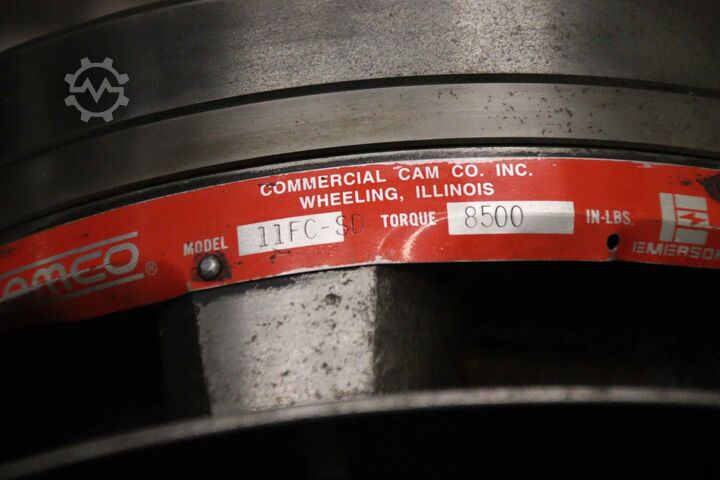 COMMERCIAL CAM CO. INC.
WHEELING, ILLINOIS
MODEL 11FC-SD TORQUE 8500 IN-LBS.
EMERSON